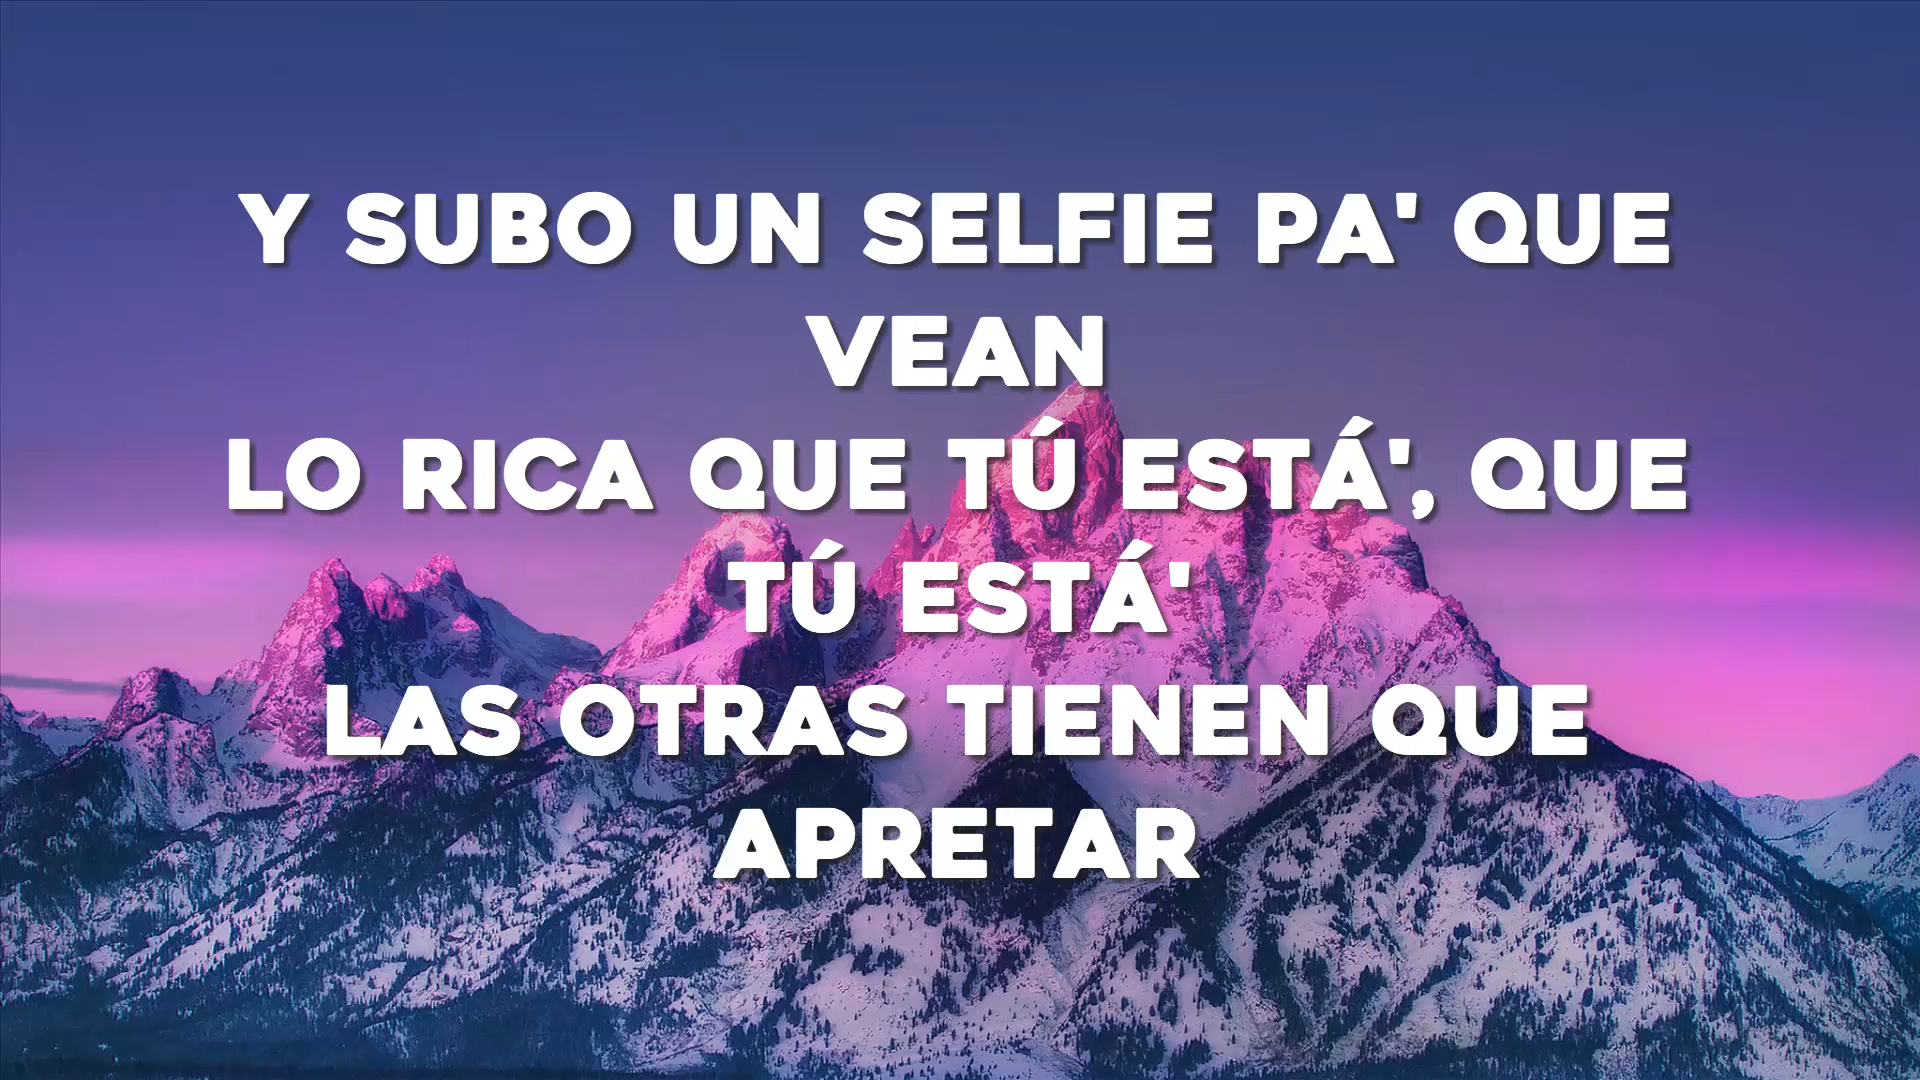 Y SUBO UN SELFIE PA' QUE
VEAN
LO RICA QUE TÚ ESTÁ', QUE
TÚ ESTÁ'
LAS OTRAS TIENEN QUE
APRETAR